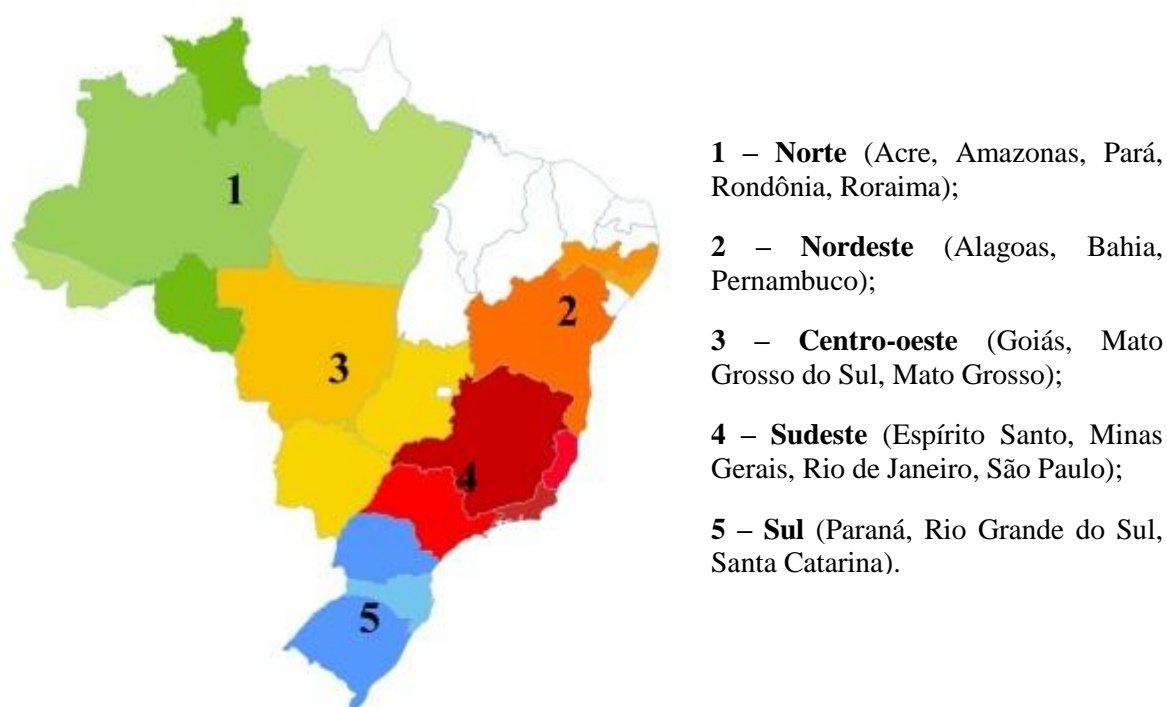 1
2
3
4
5
1 – Norte (Acre, Amazonas, Pará,
Rondônia, Roraima);
2 – Nordeste (Alagoas, Bahia,
Pernambuco);
3 – Centro-oeste (Goiás, Mato
Grosso do Sul, Mato Grosso);
4 – Sudeste (Espírito Santo, Minas
Gerais, Rio de Janeiro, São Paulo);
5 – Sul (Paraná, Rio Grande do Sul,
Santa Catarina).